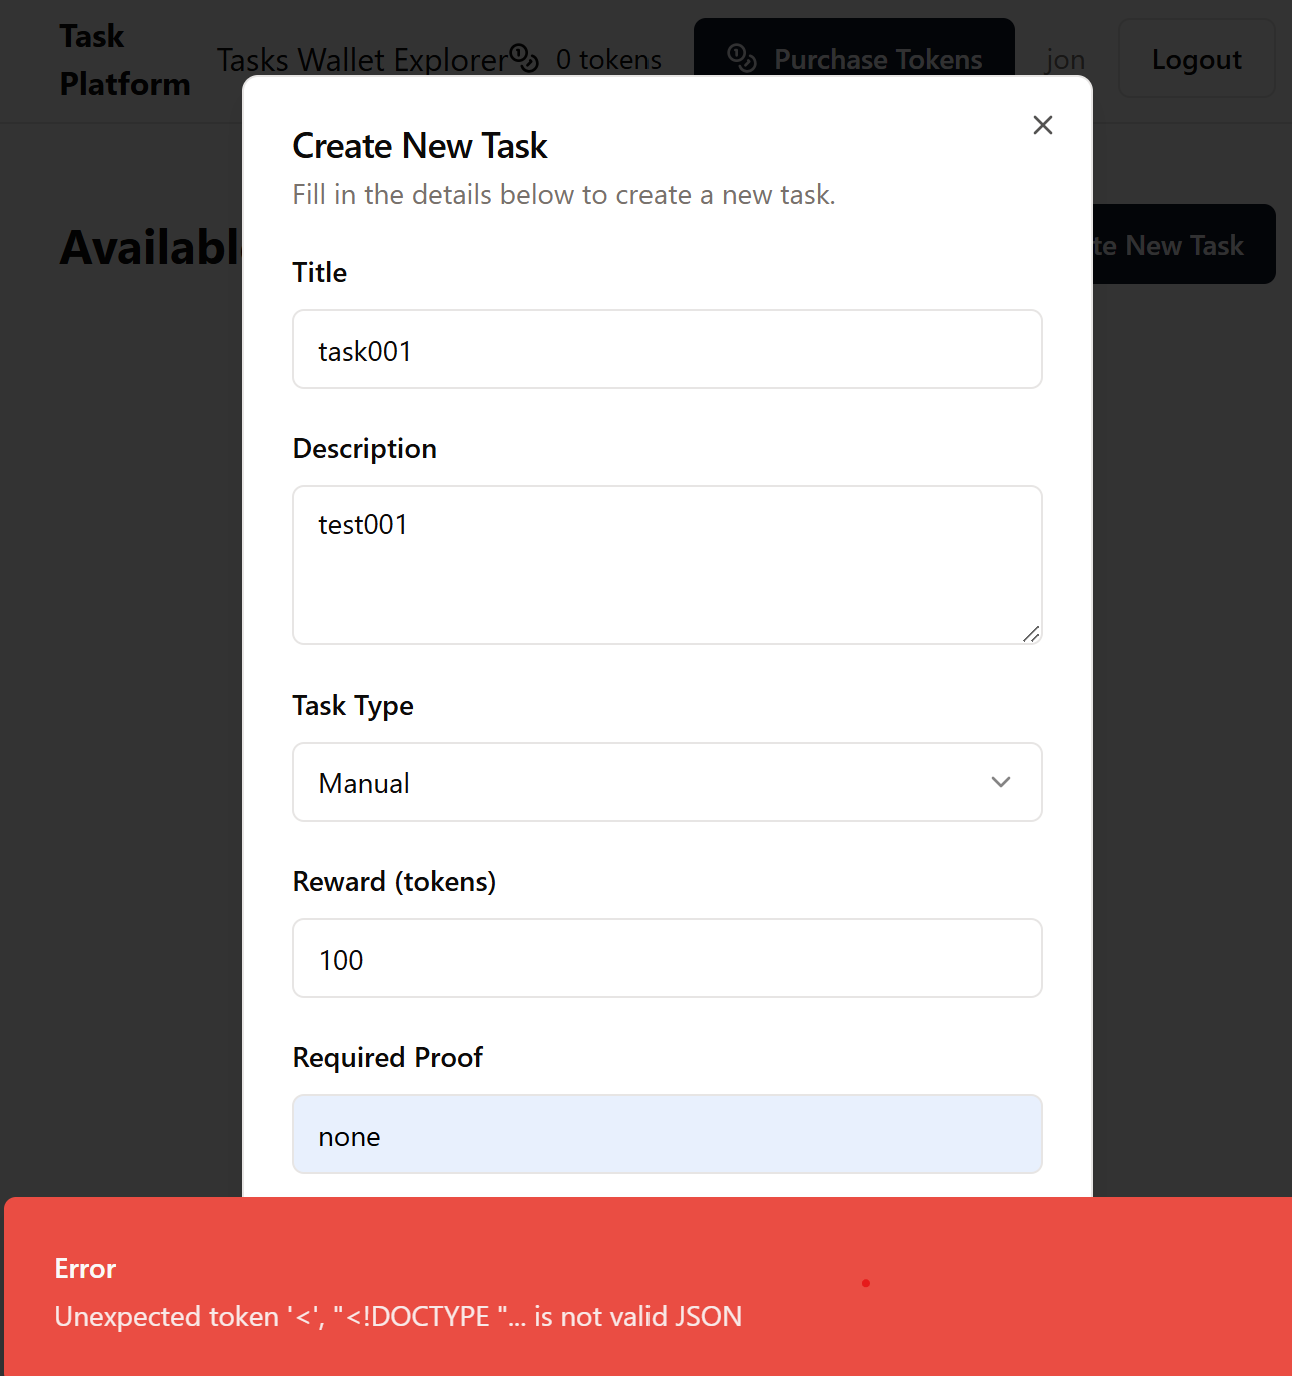 Task
Platform
Tasks Wallet Explorer
0 tokens
Purchase Tokens
jon
Logout
Create New Task
Fill in the details below to create a new task.
Title
task001
Description
test001
Task Type
Manual
Reward (tokens)
100
Required Proof
none
Error
Unexpected token '<', "<!DOCTYPE "... is not valid JSON
New Task